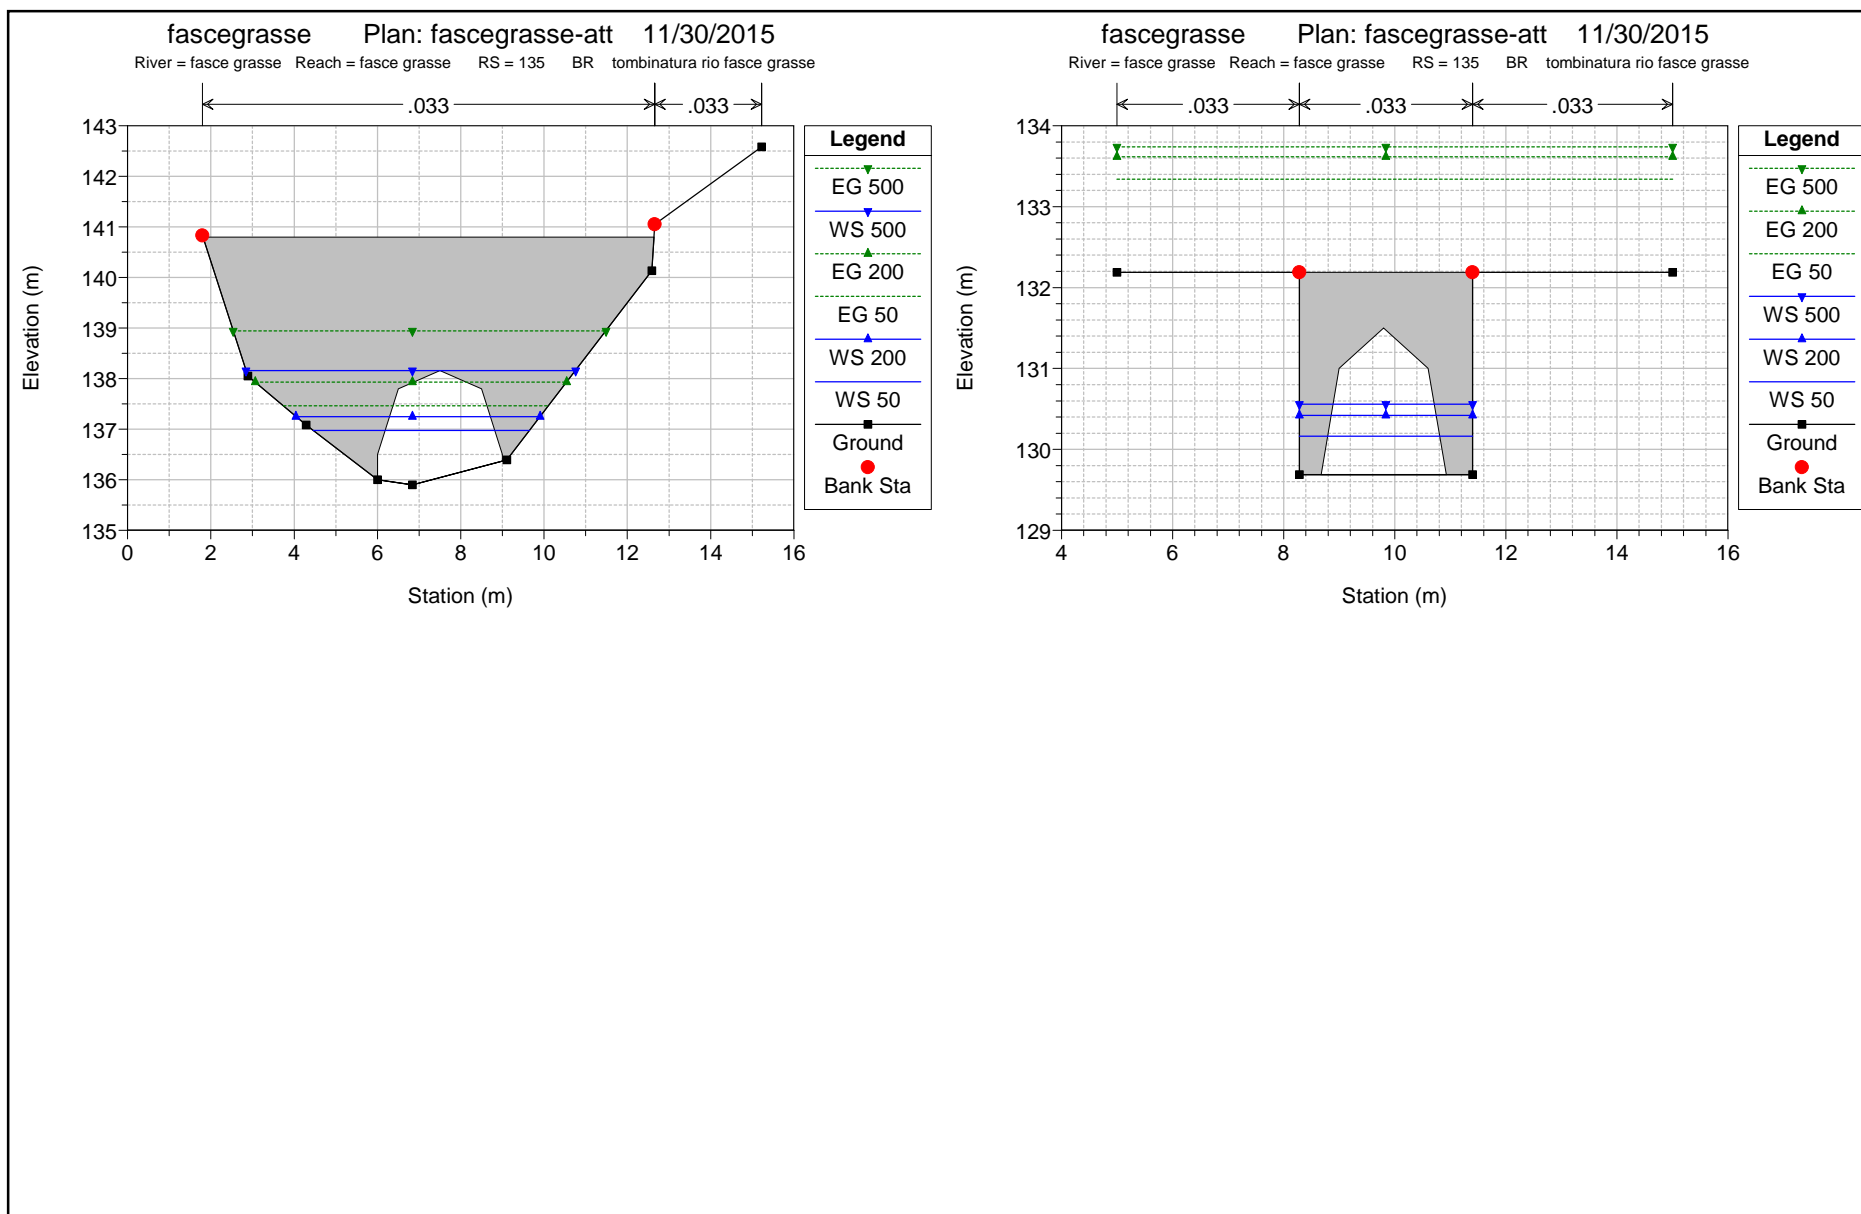 fascegrasse Plan: fascegrasse-att 11/30/2015
River = fasce grasse Reach = fasce grasse RS = 135 BR tombinatura rio fasce grasse
.033 .033
143
142
141
140
139
138
137
136
135
Elevation (m)
0 2 4 6 8 10 12 14 16
Station (m)
Legend
EG 500
WS 500
EG 200
EG 50
WS 200
WS 50
Ground
Bank Sta
fascegrasse Plan: fascegrasse-att 11/30/2015
River = fasce grasse Reach = fasce grasse RS = 135 BR tombinatura rio fasce grasse
.033 .033 .033
134
133
132
131
130
129
Elevation (m)
4 6 8 10 12 14 16
Station (m)
Legend
EG 500
EG 200
EG 50
WS 500
WS 200
WS 50
Ground
Bank Sta